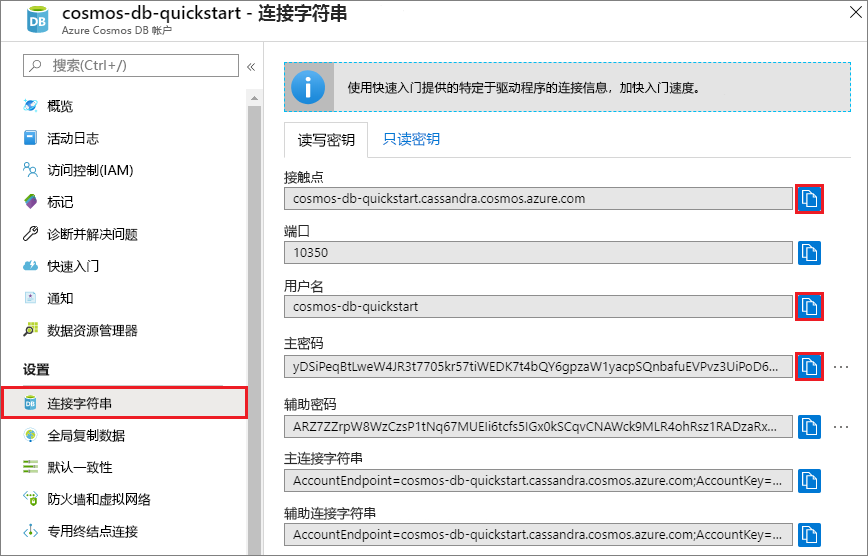 cosmos-db-quickstart - 连接字符串
Azure Cosmos DB 帐户
搜索(Ctrl+/)
«
概览
活动日志
访问控制(IAM)
标记
诊断并解决问题
快速入门
通知
数据资源管理器
设置
连接字符串
全局复制数据
默认一致性
防火墙和虚拟网络
专用终结点连接
使用快速入门提供的特定于驱动程序的连接信息，加快入门速度。
读写密钥 只读密钥
接触点
cosmos-db-quickstart.cassandra.cosmos.azure.com
端口
10350
用户名
cosmos-db-quickstart
主密码
yDSiPeqBtLweW4JR3t7705kr57tiWEDK7t4bQY6gpzaW1yacpSQnbafuEVPvz3UiPoD6...
辅助密码
ARZ7ZZrpW8WzCzsP1tNq67MUEIi6tcfs5IGx0kSCqvCNAWck9MLR4ohRsz1RADzaRx...
主连接字符串
AccountEndpoint=cosmos-db-quickstart.cassandra.cosmos.azure.com;AccountKey=...
辅助连接字符串
AccountEndpoint=cosmos-db-quickstart.cassandra.cosmos.azure.com;AccountKey=...